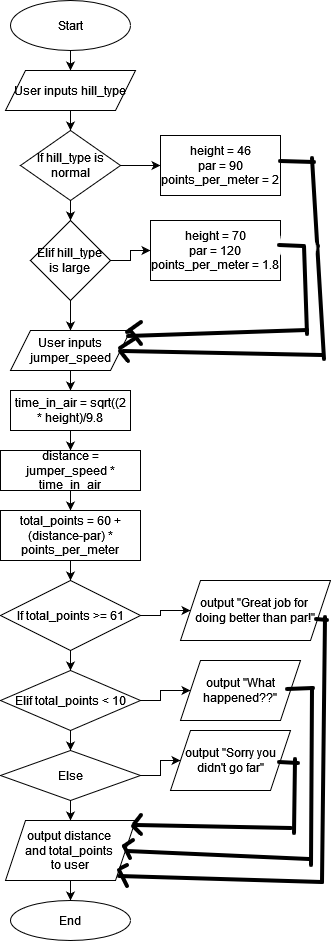 Start
User inputs hill_type
If hill_type is
normal
height = 46
par = 90
points_per_meter = 2
Elif hill_type
is large
height = 70
par = 120
points_per_meter = 1.8
User inputs
jumper_speed
time_in_air = sqrt((2
* height)/9.8
distance =
jumper_speed *
time_in_air
total_points = 60 +
(distance-par) *
points_per_meter
If total_points >= 61
output "Great job for
doing better than par!"
Elif total_points < 10
output "What
happened??"
Else
output "Sorry you
didn't go far"
output distance
and total_points
to user
End